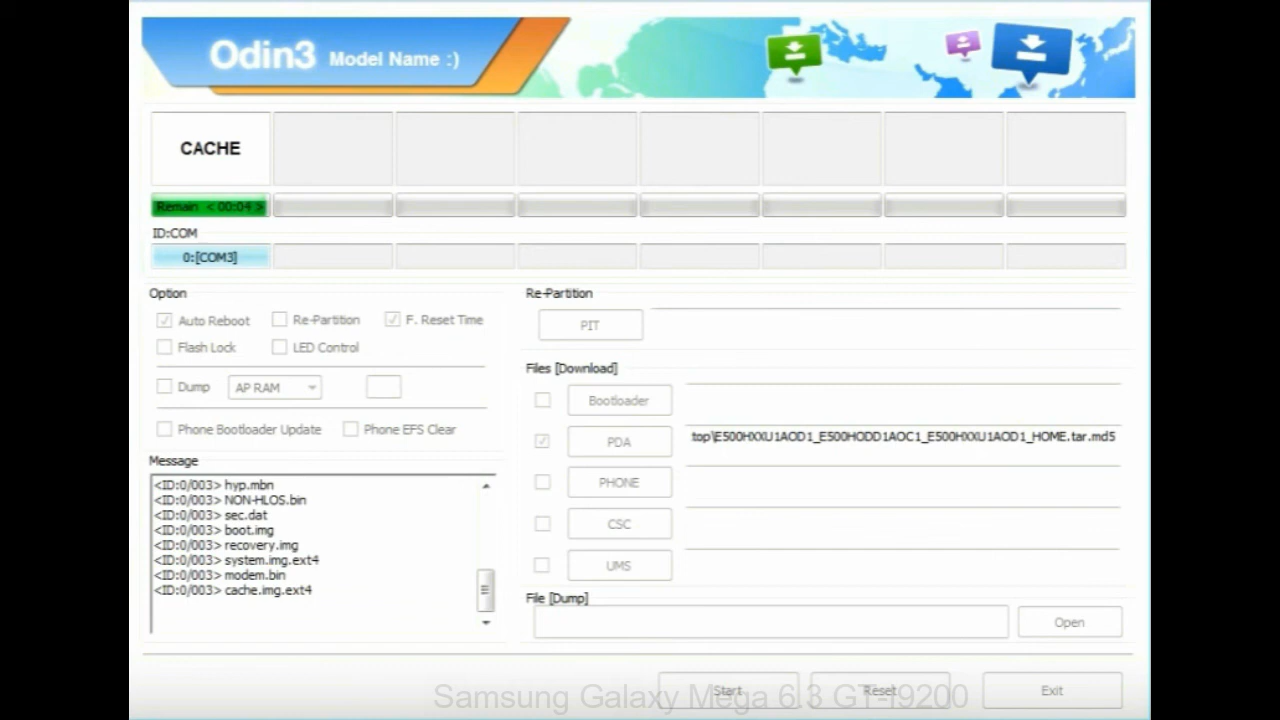 Odin3 Model Name :)
CACHE
Remain < 00:04 >
ID:COM
0:[COM3]
Option
Auto Reboot Re-Partition F. Reset Time
Flash Lock LED Control
Dump AP RAM
Phone Bootloader Update Phone EFS Clear
Message
<ID:0/003> hyp.mbn
<ID:0/003> NON-HLOS.bin
<ID:0/003> sec.dat
<ID:0/003> boot.img
<ID:0/003> recovery.img
<ID:0/003> system.img.ext4
<ID:0/003> modem.bin
<ID:0/003> cache.img.ext4
Re-Partition
PIT
Files [Download]
Bootloader
PDA top\E500HXXU1AOD1_E500HODD1AOC1_E500HXXU1AOD1_HOME.tar.md5
PHONE
CSC
UMS
File [Dump]
Open
Start Reset Exit
Samsung Galaxy Mega 6.3 GT-I9200